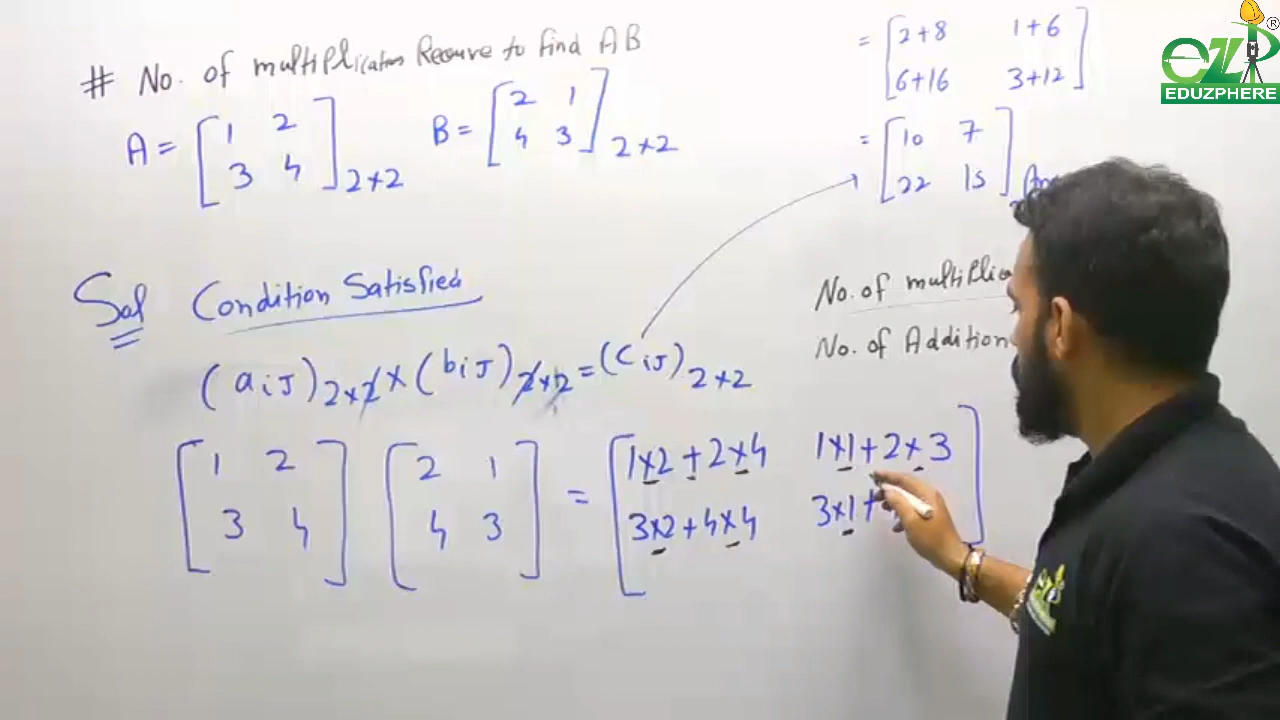 # No. of multiplications Recure to find AB
A = [1 2
3 4] 2×2
B = [2 1
4 3] 2×2
Sol Condition Satisfied
(aiJ)2×2 × (biJ)2×2 = (CiJ)2×2
[1 2
3 4] [2 1
4 3] = [1×2+2×4 1×1+2×3
3×2+4×4 3×1+
= [2+8 1+6
6+16 3+12]
= [10 7
22 15]
No. of
No. of Addition
EZ
®
EDUZPHERE